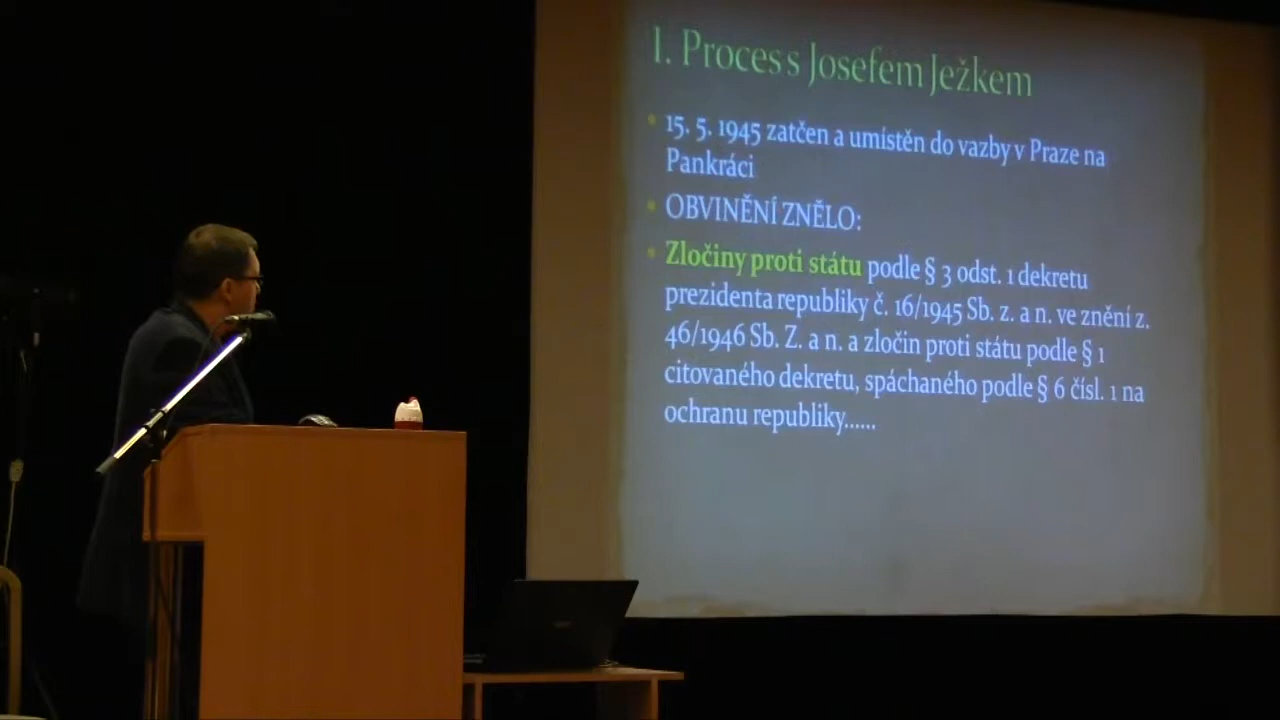 I. Proces s Josefem Ježkem
15. 5. 1945 zatčen a umístěn do vazby v Praze na
Pankráci
OBVINĚNÍ ZNĚLO:
Zločiny proti státu podle § 3 odst. 1 dekretu
prezidenta republiky č. 16/1945 Sb. z. a n. ve znění z.
46/1946 Sb. Z. a n. a zločin proti státu podle § 1
citovaného dekretu, spáchaného podle § 6 čísl. 1 na
ochranu republiky......